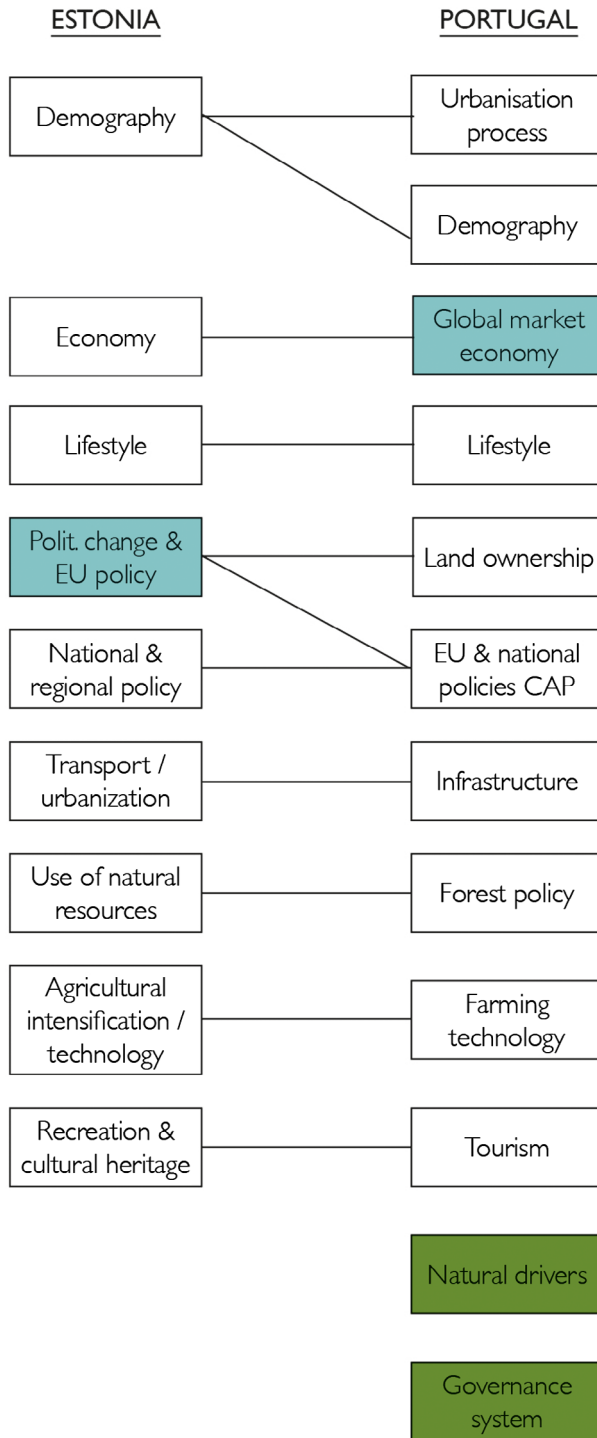 ESTONIA
PORTUGAL
Demography
Urbanisation
process
Demography
Economy
Global market
economy
Lifestyle
Lifestyle
Polit. change &
EU policy
Land ownership
National &
regional policy
EU & national
policies CAP
Transport /
urbanization
Infrastructure
Use of natural
resources
Forest policy
Agricultural
intensification /
technology
Farming
technology
Recreation &
cultural heritage
Tourism
Natural drivers
Governance
system